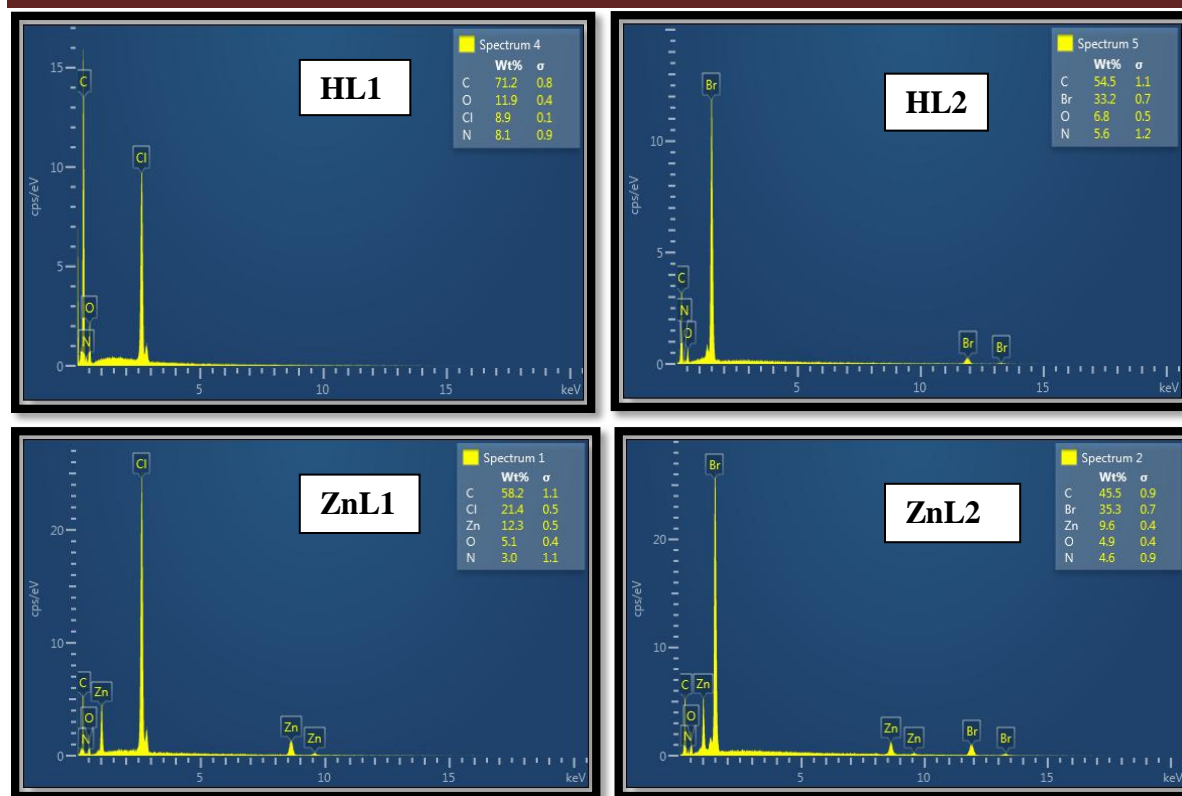 HL1
Spectrum 4
Wt% σ
C 71.2 0.8
O 11.9 0.4
Cl 8.9 0.1
N 8.1 0.9
15
10
5
0
cps/eV
C
O
N
Cl
5 10 15 keV
HL2
Spectrum 5
Wt% σ
C 54.5 1.1
Br 33.2 0.7
O 6.8 0.5
N 5.6 1.2
10
5
0
cps/eV
Br
C
N
Br
Br
5 10 15 keV
ZnL1
Spectrum 1
Wt% σ
C 58.2 1.1
Cl 21.4 0.5
Zn 12.3 0.5
O 5.1 0.4
N 3.0 1.1
20
10
0
cps/eV
Cl
C
Zn
O
N
Zn
Zn
5 10 15 keV
ZnL2
Spectrum 2
Wt% σ
C 45.5 0.9
Br 35.3 0.7
Zn 9.6 0.4
O 4.9 0.4
N 4.6 0.9
20
10
0
cps/eV
Br
C
Zn
O
N
Zn
Zn
Br
Br
5 10 15 keV